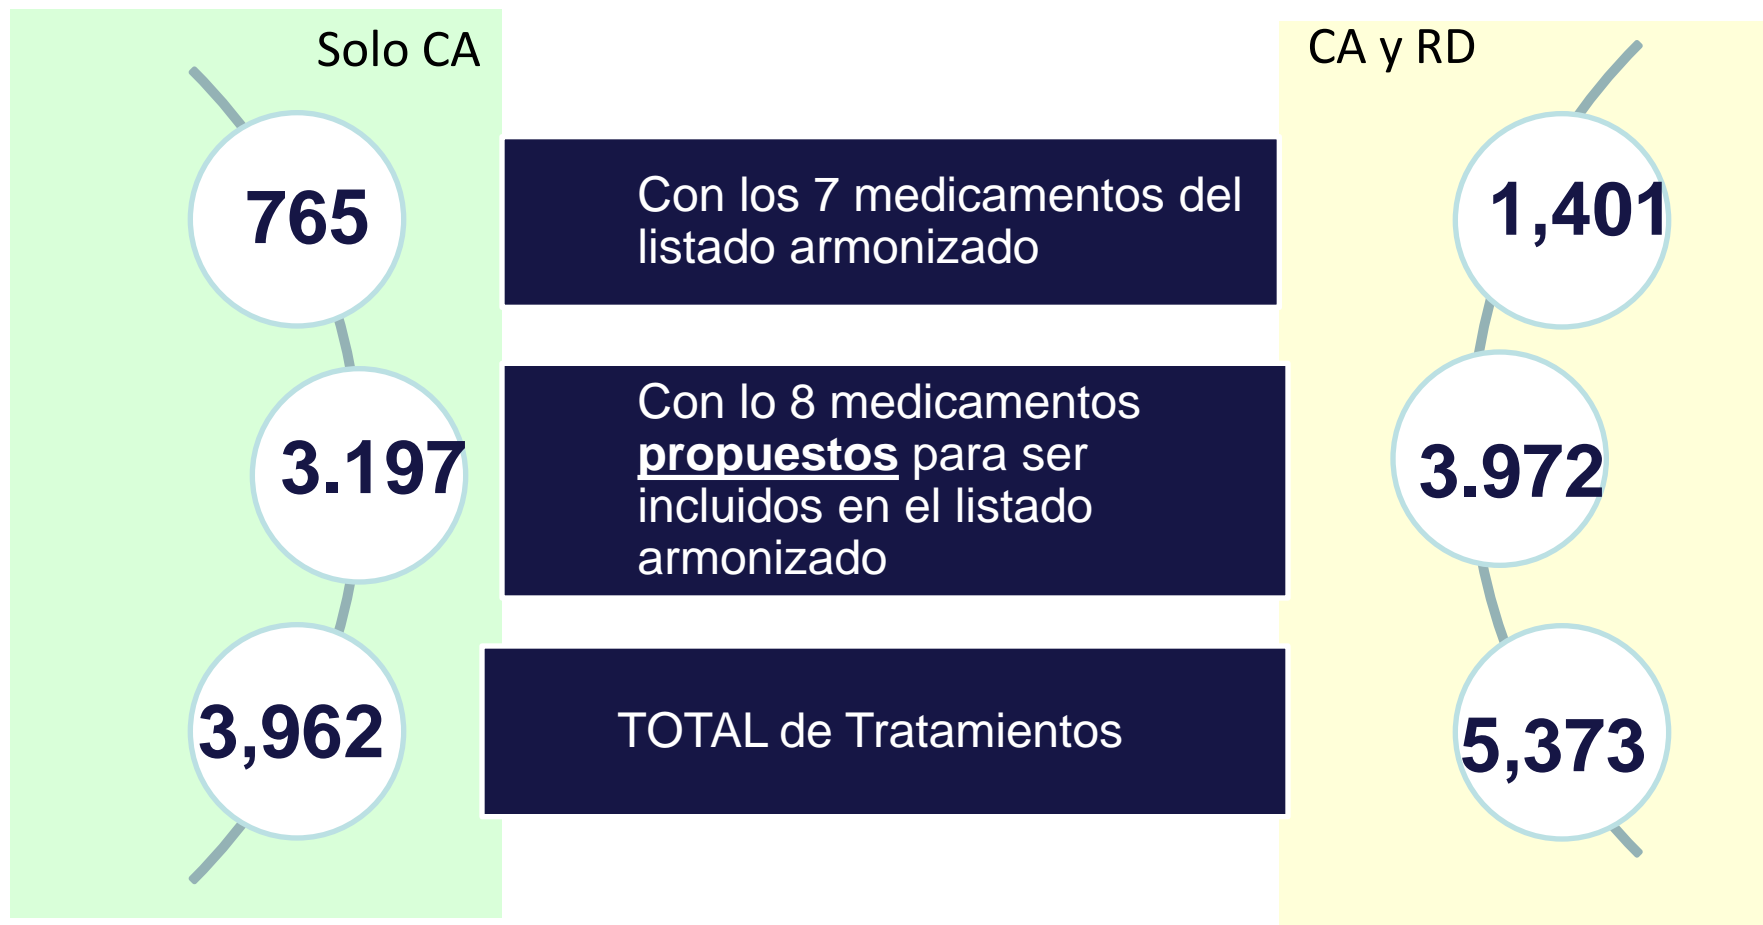 Solo CA
CA y RD
765
Con los 7 medicamentos del
listado armonizado
1,401
3.197
Con lo 8 medicamentos
propuestos para ser
incluidos en el listado
armonizado
3.972
3,962
TOTAL de Tratamientos
5,373